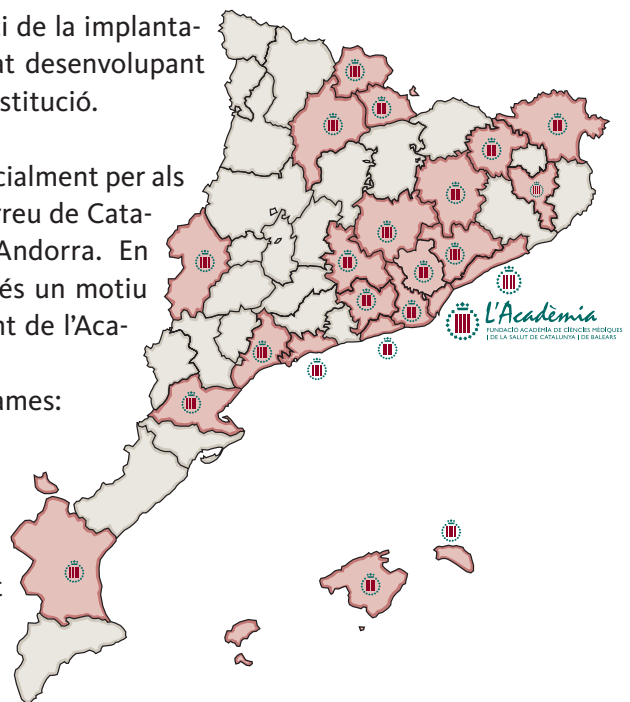 ti de la implanta-
nt desenvolupant
stitució.
cialment per als
rreu de Cata-
Andorra. En
és un motiu
nt de l’Aca-
ames:
L'Acadèmia
FUNDACIÓ ACADÈMIA DE CIÈNCIES MÈDIQUES
I DE LA SALUT DE CATALUNYA I DE BALEARS
t